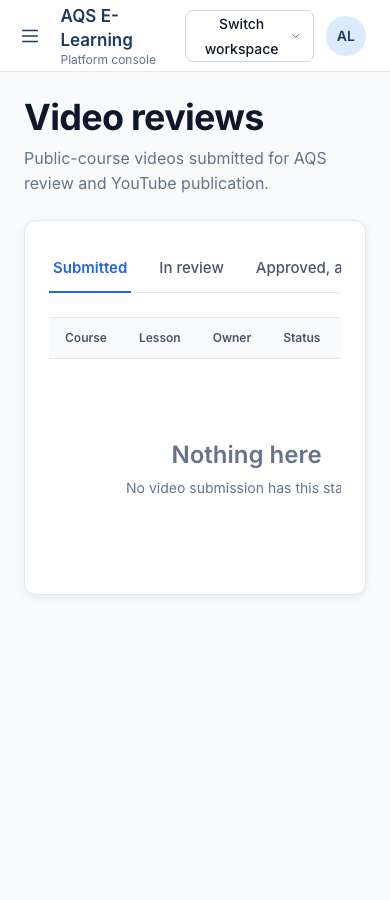 AQS E-
Learning
Platform console
Switch
workspace
AL
Video reviews
Public-course videos submitted for AQS
review and YouTube publication.
Submitted In review Approved, a
Course Lesson Owner Status
Nothing here
No video submission has this sta